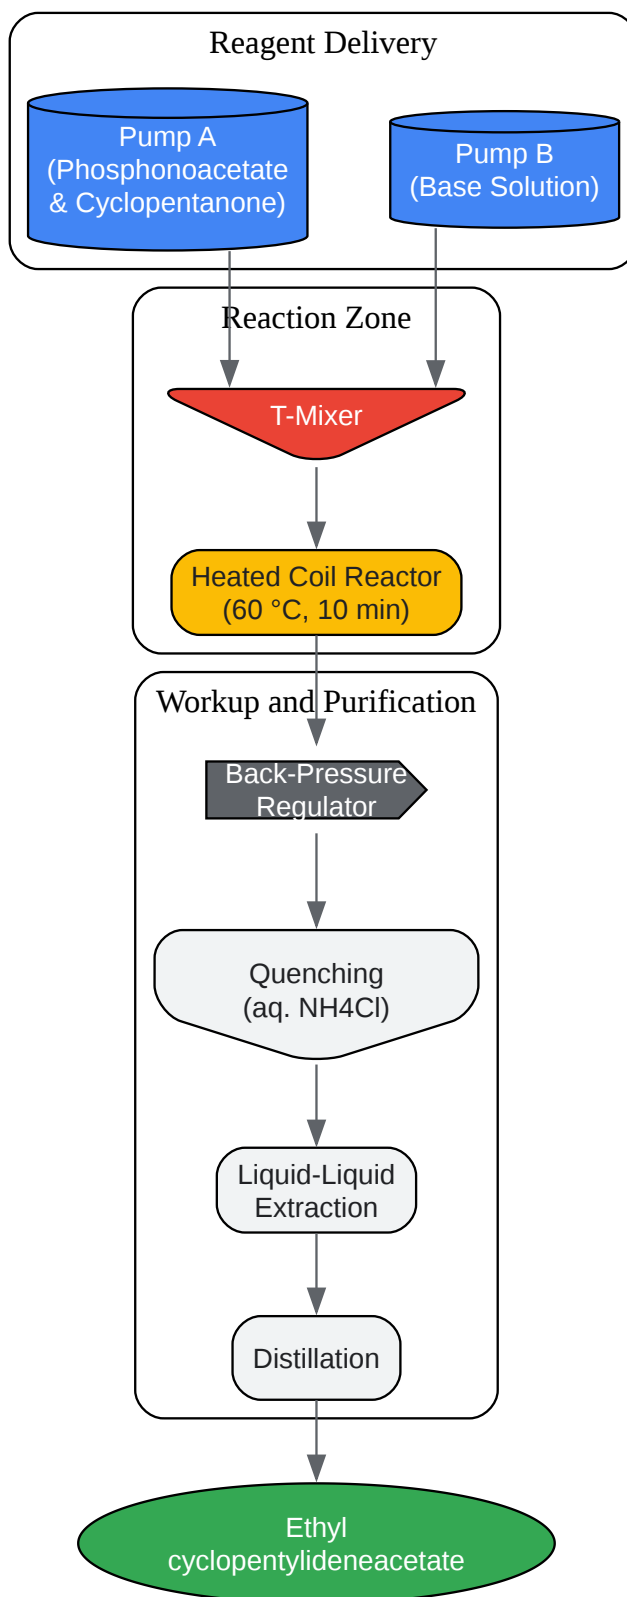 Reagent Delivery
Pump A
(Phosphonoacetate
& Cyclopentanone)
Pump B
(Base Solution)
Reaction Zone
T-Mixer
Heated Coil Reactor
(60 °C, 10 min)
Workup and Purification
Back-Pressure
Regulator
Quenching
(aq. NH4Cl)
Liquid-Liquid
Extraction
Distillation
Ethyl
cyclopentylideneacetate